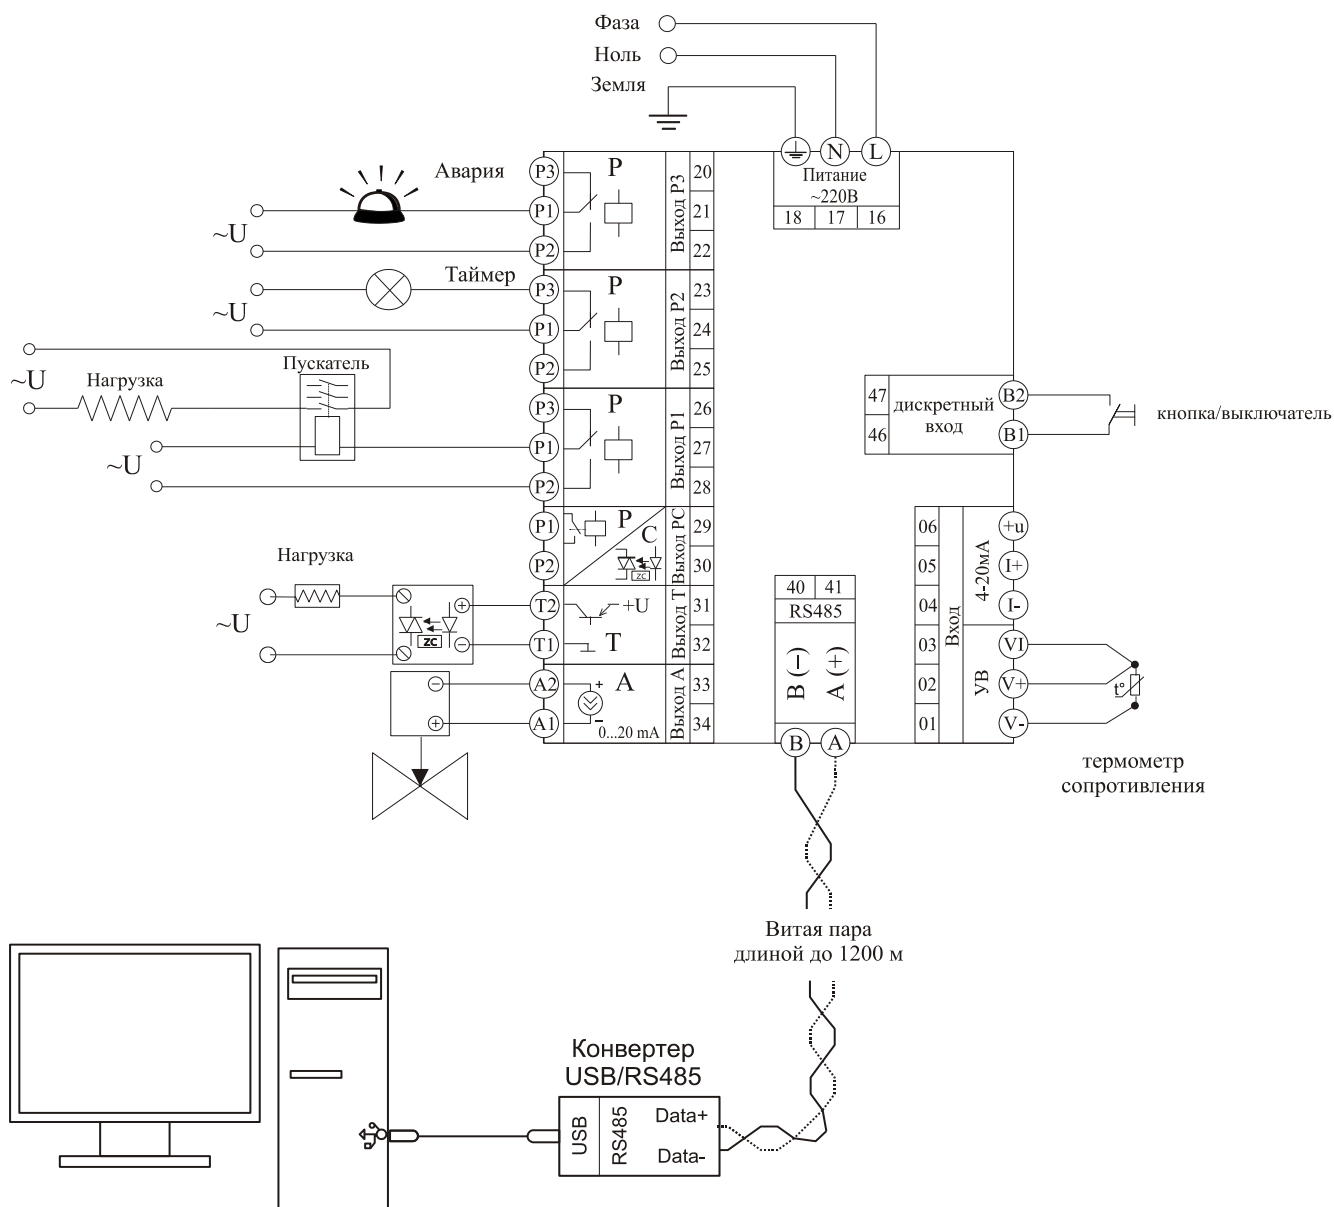 Фаза
Ноль
Земля
N
L
Питание
~220В
18
17
16
Авария
~U
P3
P1
P2
P
Выход P3
20
21
22
Таймер
~U
P3
P1
P2
P
Выход P2
23
24
25
~U
Нагрузка
Пускатель
~U
P3
P1
P2
P
Выход P1
26
27
28
47
46
дискретный
вход
B2
B1
кнопка/выключатель
P1
P2
P
C
ZC
Выход PC
29
30
Нагрузка
~U
ZC
T2
T1
+U
T
Выход T
31
32
A2
A1
+
A
−
0...20 mA
Выход A
33
34
40
41
RS485
B (−)
A (+)
B
A
06
05
04
03
02
01
Вход
4-20мА
УВ
+u
I+
I-
VI
V+
V-
t°
термометр
сопротивления
Витая пара
длиной до 1200 м
Конвертер
USB/RS485
USB
RS485
Data+
Data-